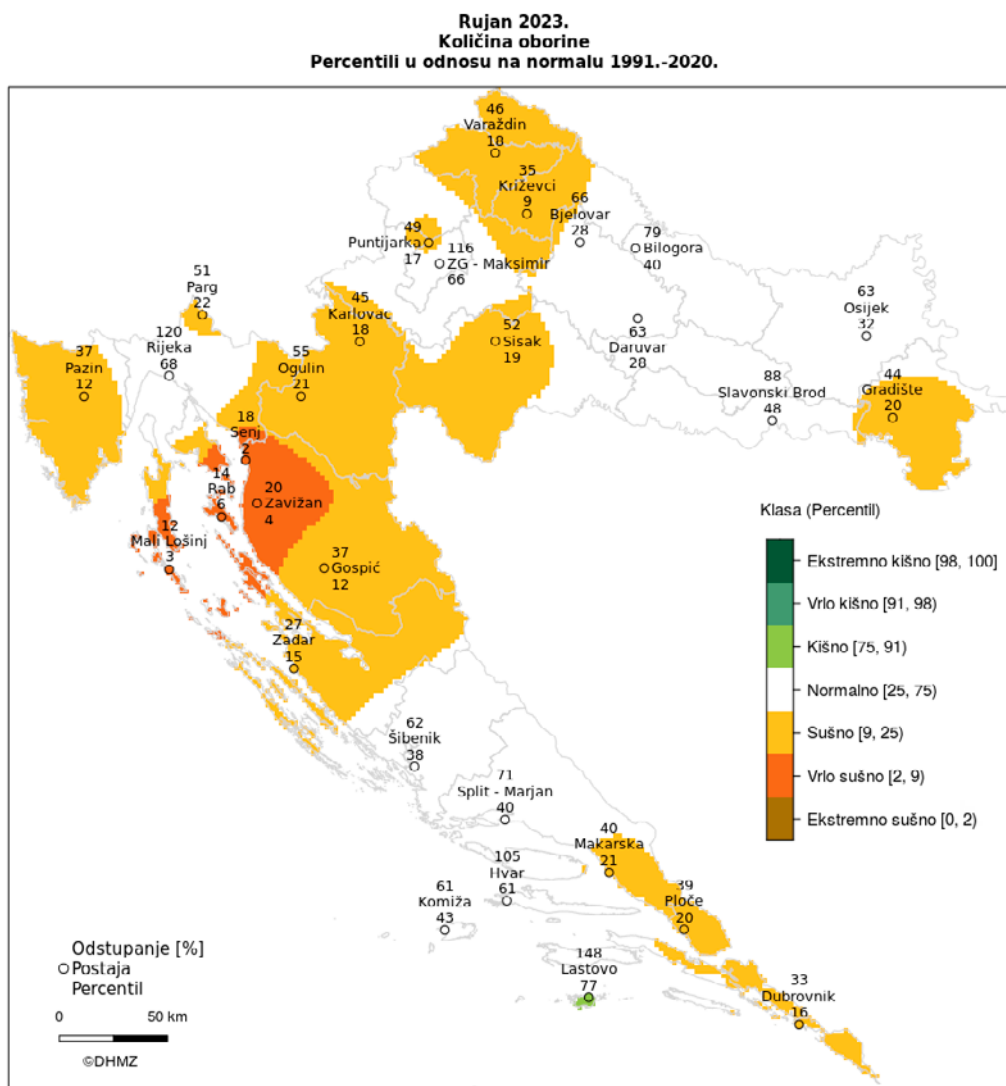 Rujan 2023.
Količina oborine
Percentili u odnosu na normalu 1991.-2020.
46
Varaždin
18
35
Križevci
9
66
Bjelovar
28
79
Bilogora
40
49
Puntijarka
17
116
ZG - Maksimir
66
51
Parg
22
120
Rijeka
68
45
Karlovac
18
52
Sisak
19
63
Daruvar
28
63
Osijek
32
37
Pazin
12
55
Ogulin
21
88
Slavonski Brod
48
44
Gradište
20
18
Senj
2
14
Rab
6
20
Zavižan
4
12
Mali Lošinj
3
37
Gospić
12
27
Zadar
15
62
Šibenik
38
71
Split - Marjan
40
40
Makarska
21
105
Hvar
61
61
Komiža
43
39
Ploče
20
148
Lastovo
77
33
Dubrovnik
16
Klasa (Percentil)
Ekstremno kišno [98, 100]
Vrlo kišno [91, 98)
Kišno [75, 91)
Normalno [25, 75)
Sušno [9, 25)
Vrlo sušno [2, 9)
Ekstremno sušno [0, 2)
Odstupanje [%]
Postaja
Percentil
0 50 km
©DHMZ